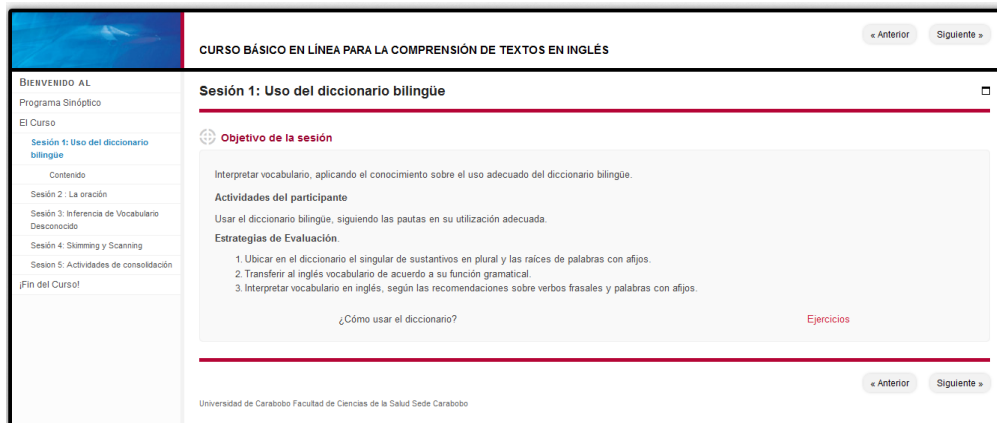 « Anterior Siguiente »
CURSO BÁSICO EN LÍNEA PARA LA COMPRENSIÓN DE TEXTOS EN INGLÉS
BIENVENIDO AL
Programa Sinóptico
El Curso
Sesión 1: Uso del diccionario
bilingüe
Contenido
Sesión 2 : La oración
Sesión 3: Inferencia de Vocabulario
Desconocido
Sesión 4: Skimming y Scanning
Sesion 5: Actividades de consolidación
¡Fin del Curso!
Sesión 1: Uso del diccionario bilingüe
Objetivo de la sesión
Interpretar vocabulario, aplicando el conocimiento sobre el uso adecuado del diccionario bilingüe.
Actividades del participante
Usar el diccionario bilingüe, siguiendo las pautas en su utilización adecuada.
Estrategias de Evaluación.
1. Ubicar en el diccionario el singular de sustantivos en plural y las raíces de palabras con afijos.
2. Transferir al inglés vocabulario de acuerdo a su función gramatical.
3. Interpretar vocabulario en inglés, según las recomendaciones sobre verbos frasales y palabras con afijos.
¿Cómo usar el diccionario? Ejercicios
« Anterior Siguiente »
Universidad de Carabobo Facultad de Ciencias de la Salud Sede Carabobo